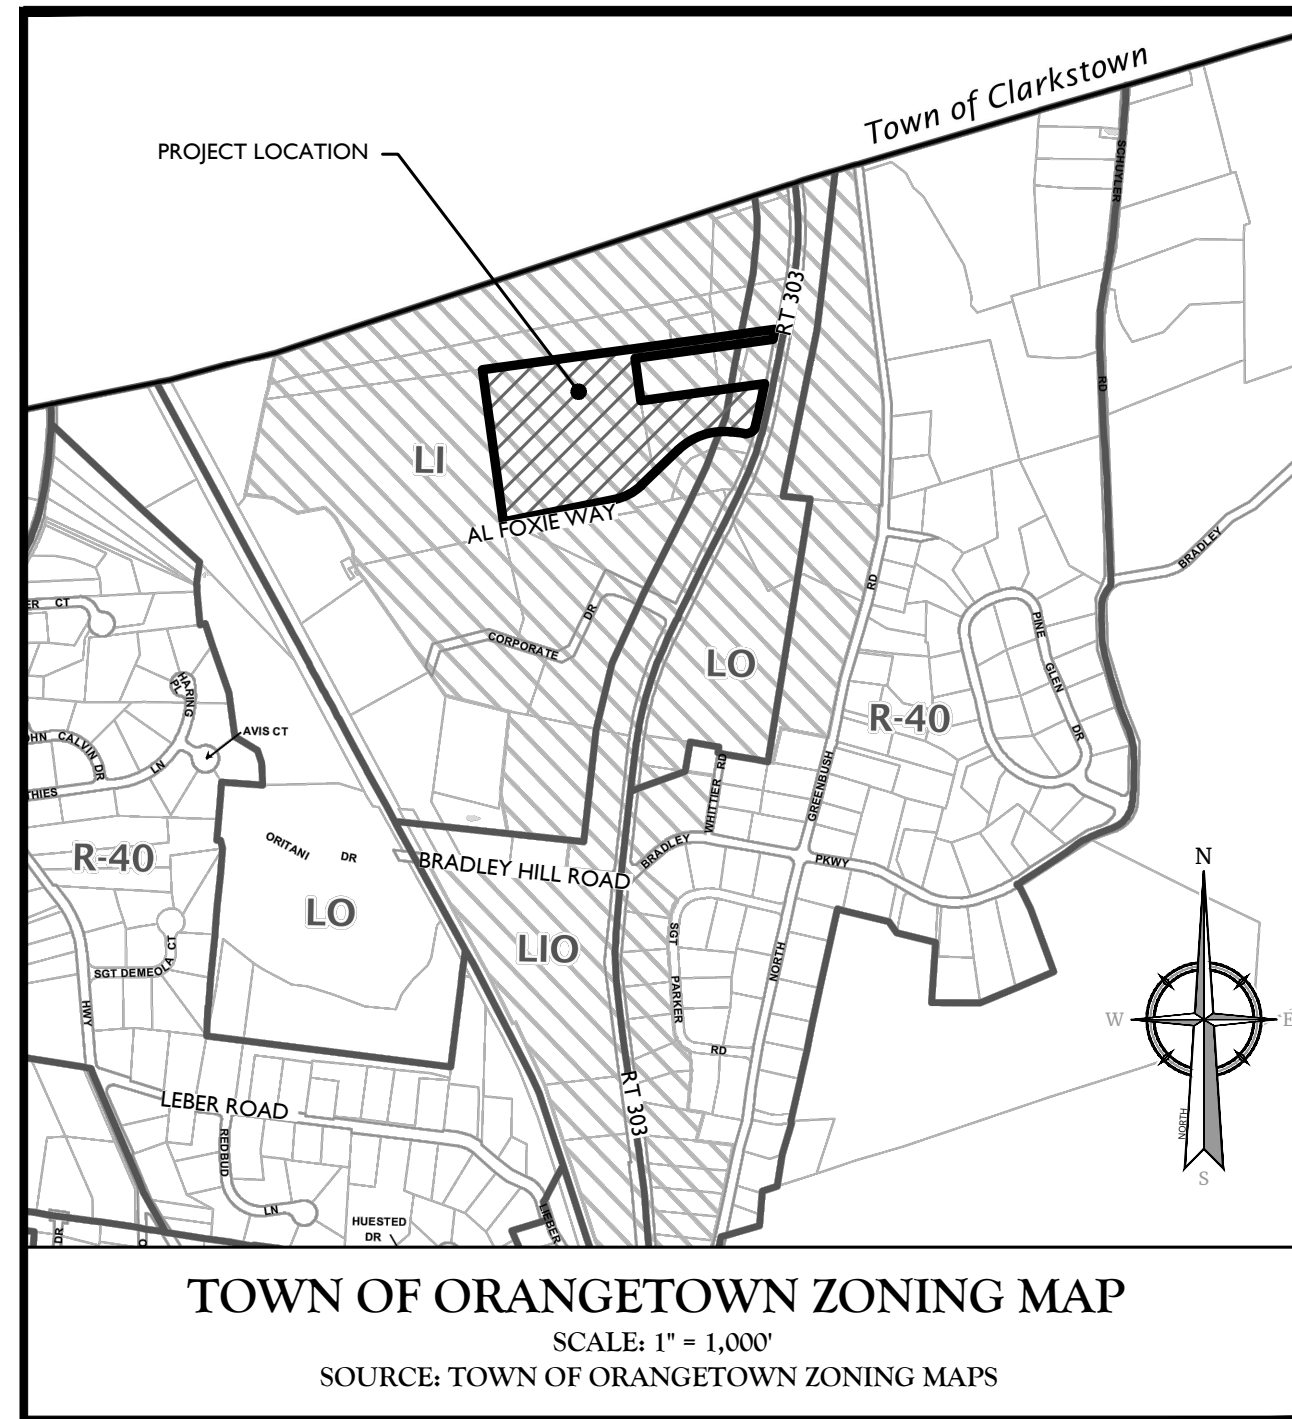 Town of Clarkstown
PROJECT LOCATION
SCHUYLER
RD
RT 303
LI
AL FOXIE WAY
BRADLEY
RD
ER CT
PINE
GLEN
DR
DR
CORPORATE
LO
HARING
PL
R-40
AVIS CT
OHN CALVIN DR
LN
THIES
WHITTIER RD
GREENBUSH
ORITANI DR
R-40
BRADLEY HILL ROAD
BRADLEY
PKWY
N
LO
LIO
SGT
PARKER
RD
NORTH
SGT DEMEOLA CT
HWY
W
E
RT 303
LEBER ROAD
REDBUD
LN
NORTH
S
HUESTED
DR
LIEBER
DR
TOWN OF ORANGETOWN ZONING MAP
SCALE: 1" = 1,000'
SOURCE: TOWN OF ORANGETOWN ZONING MAPS